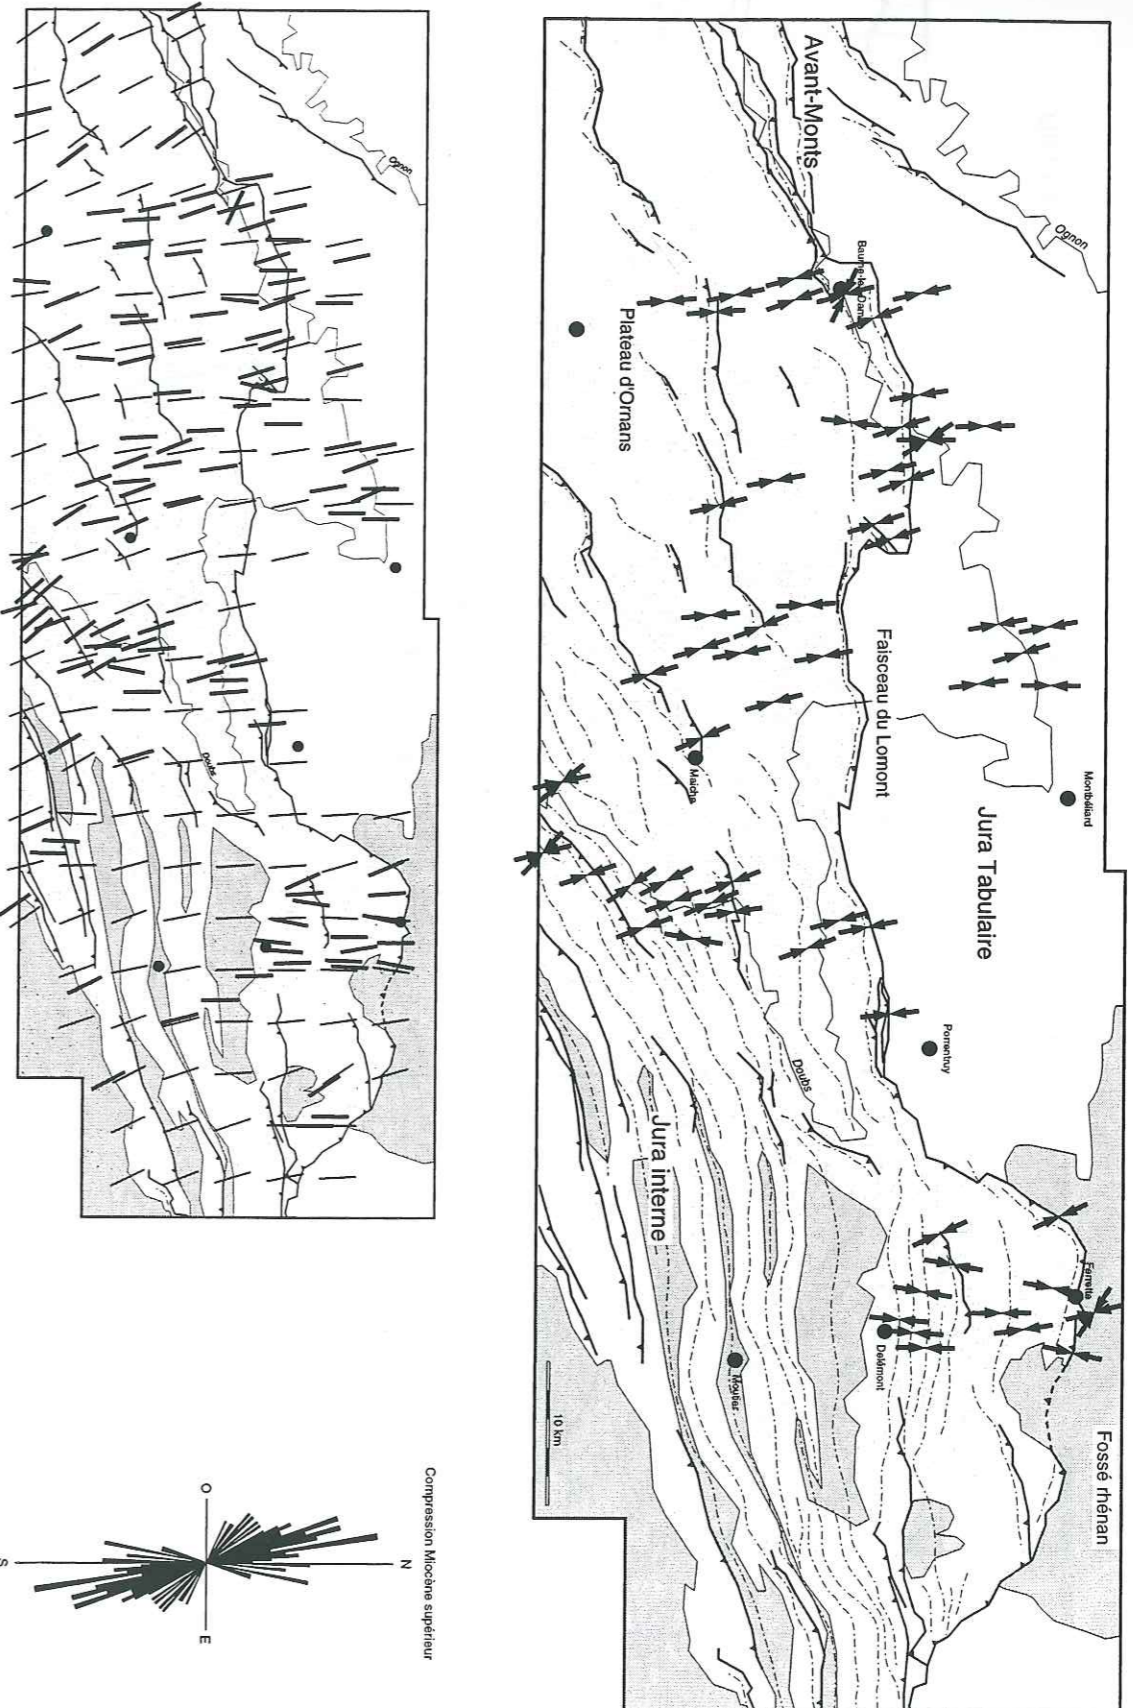 Avant-Monts
Ognon
Baume-les-Dames
Plateau d'Ornans
Faisceau du Lomont
Maîche
Montbéliard
Jura Tabulaire
Porrentruy
Doubs
Jura interne
Ferrette
Delémont
Moutier
Fossé rhénan
10 km
Ognon
Doubs
Compression Miocène supérieur
N
O
E
S